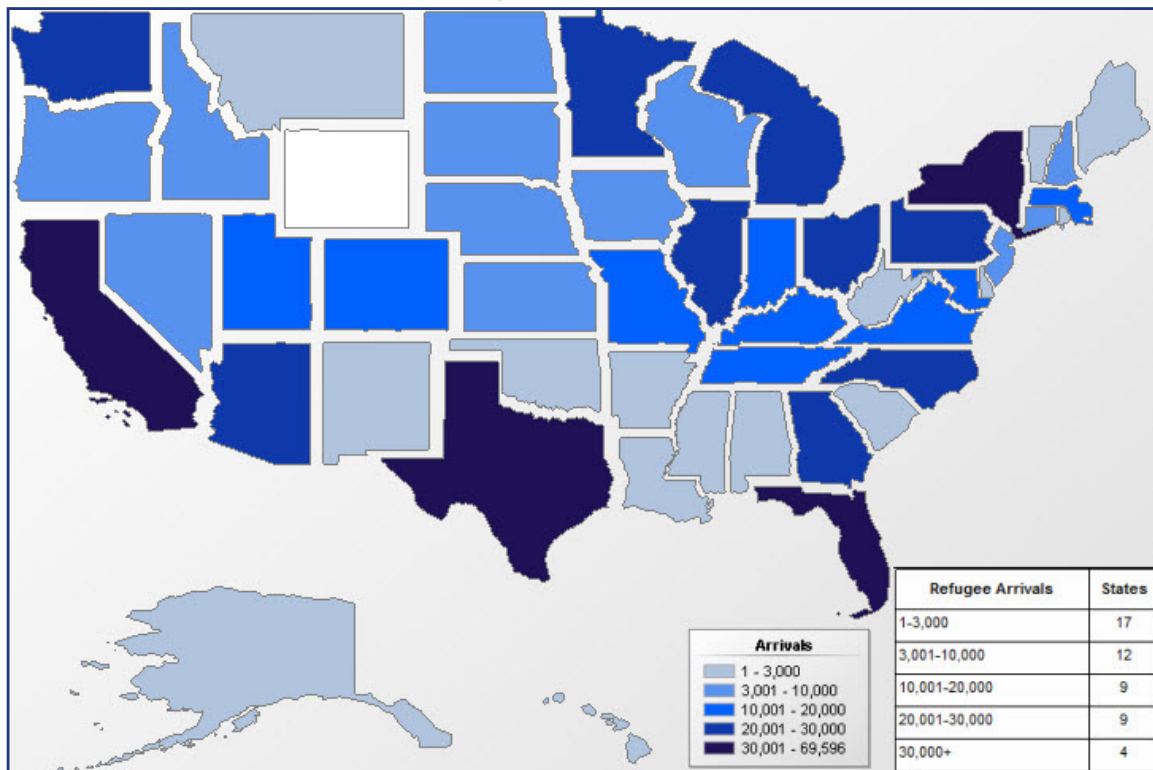 Arrivals
1 - 3,000
3,001 - 10,000
10,001 - 20,000
20,001 - 30,000
30,001 - 69,596
Refugee Arrivals States
1-3,000 17
3,001-10,000 12
10,001-20,000 9
20,001-30,000 9
30,000+ 4